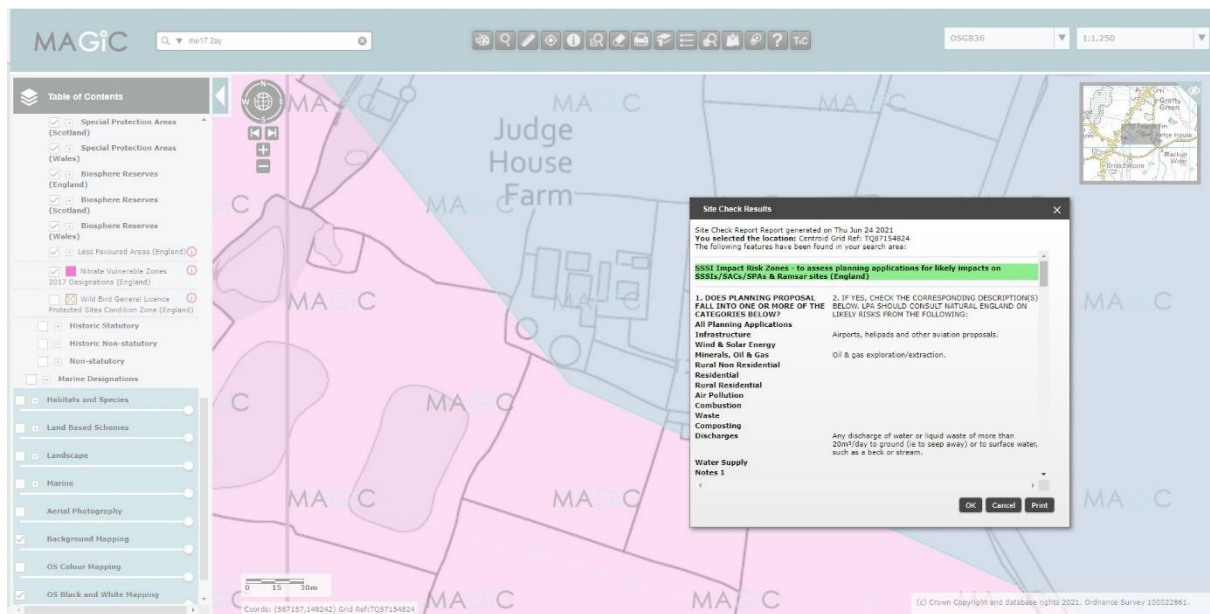 MAGiC
me17 2ay
T&C
OSGB36
1:1,250
Table of Contents
Special Protection Areas
(Scotland)
Special Protection Areas
(Wales)
Biosphere Reserves
(England)
Biosphere Reserves
(Scotland)
Biosphere Reserves
(Wales)
Less Favoured Areas (England)
Nitrate Vulnerable Zones
2017 Designations (England)
Wild Bird General Licence
Protected Sites Condition Zone (England)
Historic Statutory
Historic Non-statutory
Non-statutory
Marine Designations
Habitats and Species
Land Based Schemes
Landscape
Marine
Aerial Photography
Background Mapping
OS Colour Mapping
OS Black and White Mapping
Judge
House
Farm
Grafty
Green
Judge House
Site Check Results
Site Check Report Report generated on Thu Jun 24 2021
You selected the location: Centroid Grid Ref: TQ87154824
The following features have been found in your search area:
SSSI Impact Risk Zones - to assess planning applications for likely impacts on
SSSIs/SACs/SPAs & Ramsar sites (England)
1. DOES PLANNING PROPOSAL
FALL INTO ONE OR MORE OF THE
CATEGORIES BELOW?
2. IF YES, CHECK THE CORRESPONDING DESCRIPTION(S)
BELOW. LPA SHOULD CONSULT NATURAL ENGLAND ON
LIKELY RISKS FROM THE FOLLOWING:
All Planning Applications
Infrastructure Airports, helipads and other aviation proposals.
Wind & Solar Energy
Minerals, Oil & Gas Oil & gas exploration/extraction.
Rural Non Residential
Residential
Rural Residential
Air Pollution
Combustion
Waste
Composting
Discharges Any discharge of water or liquid waste of more than
20m³/day to ground (ie to seep away) or to surface water,
such as a beck or stream.
Water Supply
Notes 1
OK Cancel Print
0 15 30m
Coords: (587157,148242) Grid Ref:TQ87154824
(c) Crown Copyright and database rights 2021. Ordnance Survey 100022861.